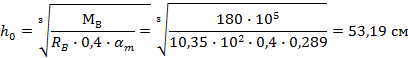 h₀ = ∛(M_B / (R_B · 0,4 · α_m)) = ∛(180 · 10⁵ / (10,35 · 10² · 0,4 · 0,289)) = 53,19 см